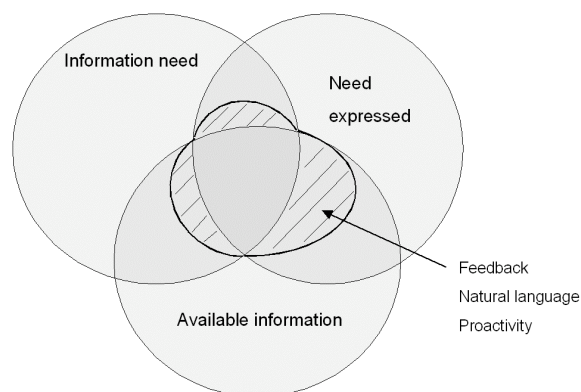 Information need
Need
expressed
Available information
Feedback
Natural language
Proactivity